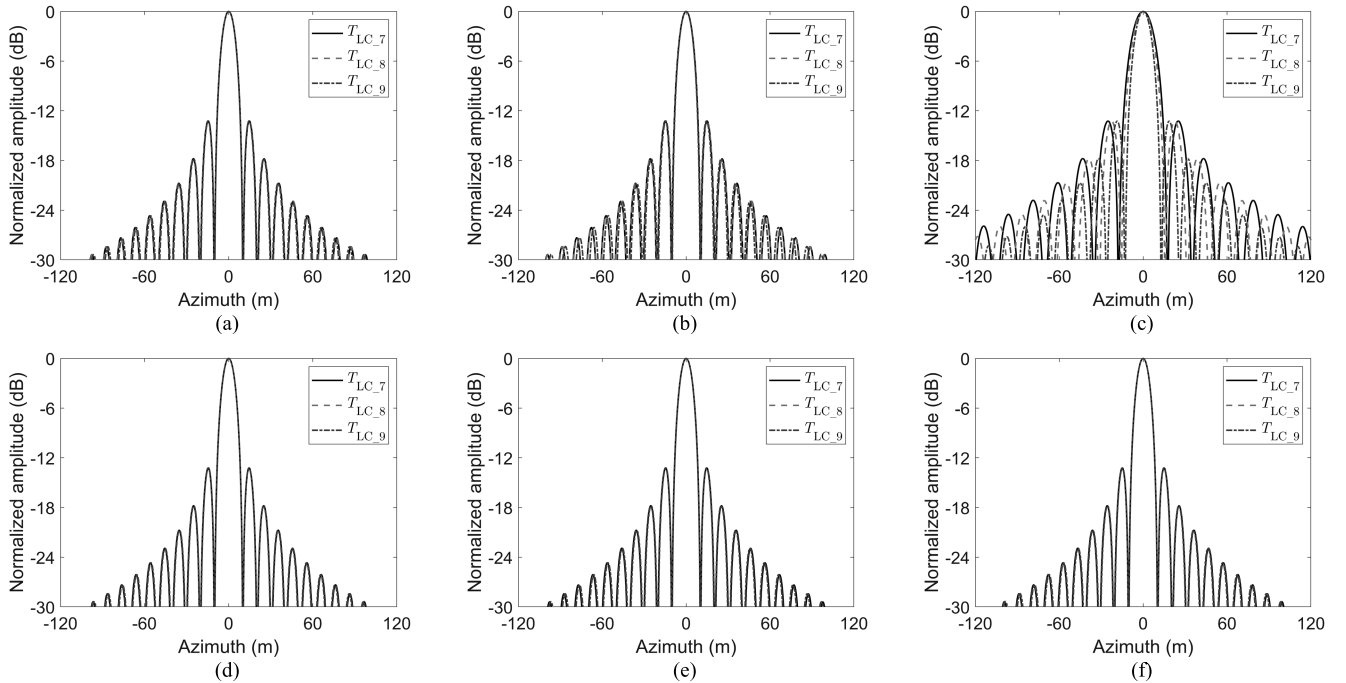 Normalized amplitude (dB)
0
-6
-12
-18
-24
-30
-120 -60 0 60 120
Azimuth (m)
T_LC_7
T_LC_8
T_LC_9
(a)
Normalized amplitude (dB)
0
-6
-12
-18
-24
-30
-120 -60 0 60 120
Azimuth (m)
T_LC_7
T_LC_8
T_LC_9
(b)
Normalized amplitude (dB)
0
-6
-12
-18
-24
-30
-120 -60 0 60 120
Azimuth (m)
T_LC_7
T_LC_8
T_LC_9
(c)
Normalized amplitude (dB)
0
-6
-12
-18
-24
-30
-120 -60 0 60 120
Azimuth (m)
T_LC_7
T_LC_8
T_LC_9
(d)
Normalized amplitude (dB)
0
-6
-12
-18
-24
-30
-120 -60 0 60 120
Azimuth (m)
T_LC_7
T_LC_8
T_LC_9
(e)
Normalized amplitude (dB)
0
-6
-12
-18
-24
-30
-120 -60 0 60 120
Azimuth (m)
T_LC_7
T_LC_8
T_LC_9
(f)